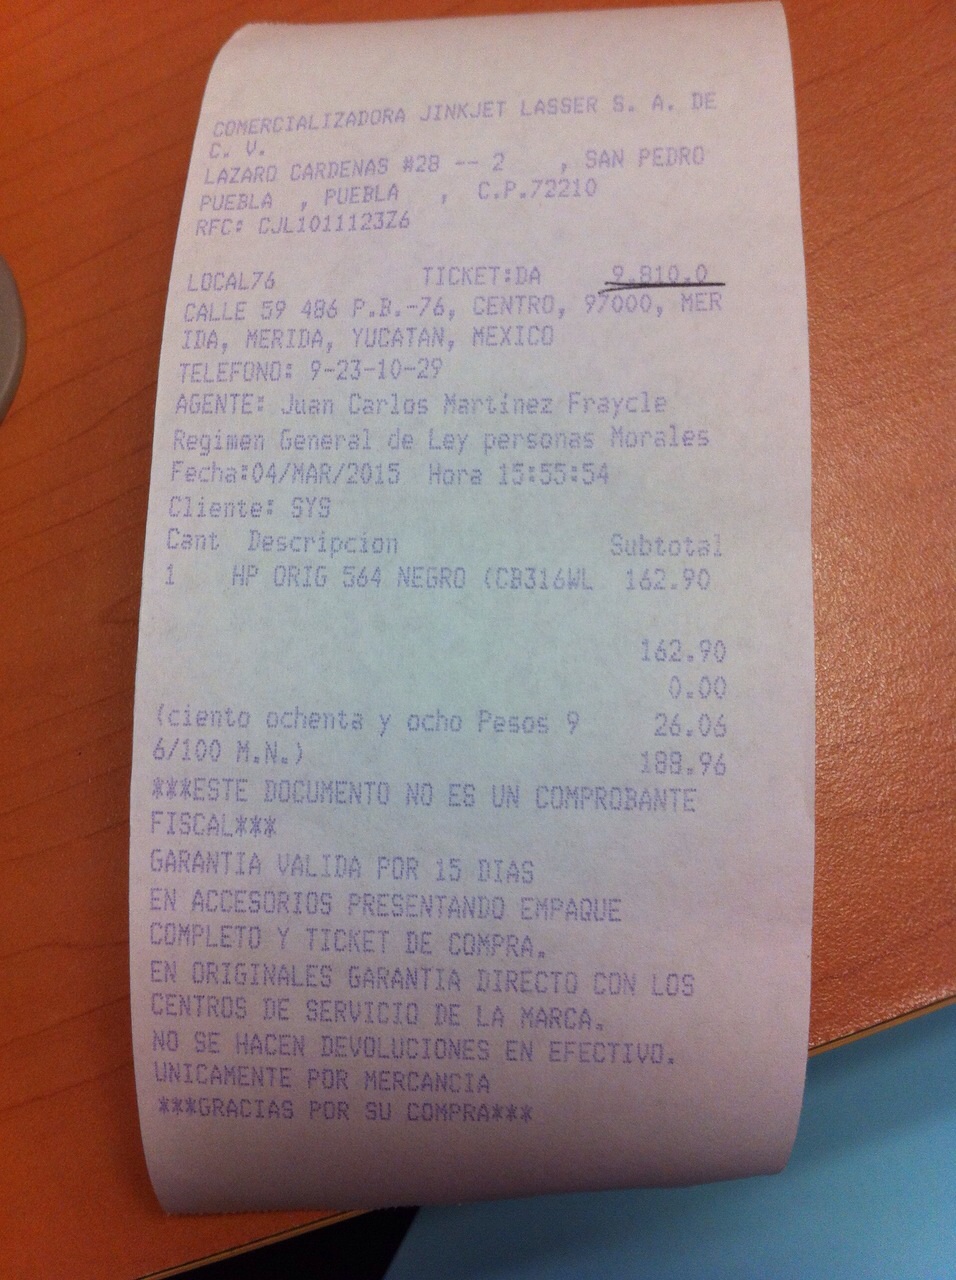 COMERCIALIZADORA JINKJET LASSER S. A. DE
C. V.
LAZARO CARDENAS #28 -- 2 , SAN PEDRO
PUEBLA , PUEBLA , C.P.72210
RFC: CJL1011123Z6
LOCAL76 TICKET:DA 9.810.0
CALLE 59 486 P.B.-76, CENTRO, 97000, MER
IDA, MERIDA, YUCATAN, MEXICO
TELEFONO: 9-23-10-29
AGENTE: Juan Carlos Martinez Fraycle
Regimen General de Ley personas Morales
Fecha:04/MAR/2015 Hora 15:55:54
Cliente: SYS
Cant Descripcion Subtotal
1 HP ORIG 564 NEGRO (CB316WL 162.90
162.90
0.00
(ciento ochenta y ocho Pesos 9 26.06
6/100 M.N.) 188.96
***ESTE DOCUMENTO NO ES UN COMPROBANTE
FISCAL***
GARANTIA VALIDA POR 15 DIAS
EN ACCESORIOS PRESENTANDO EMPAQUE
COMPLETO Y TICKET DE COMPRA.
EN ORIGINALES GARANTIA DIRECTO CON LOS
CENTROS DE SERVICIO DE LA MARCA.
NO SE HACEN DEVOLUCIONES EN EFECTIVO.
UNICAMENTE POR MERCANCIA
***GRACIAS POR SU COMPRA***